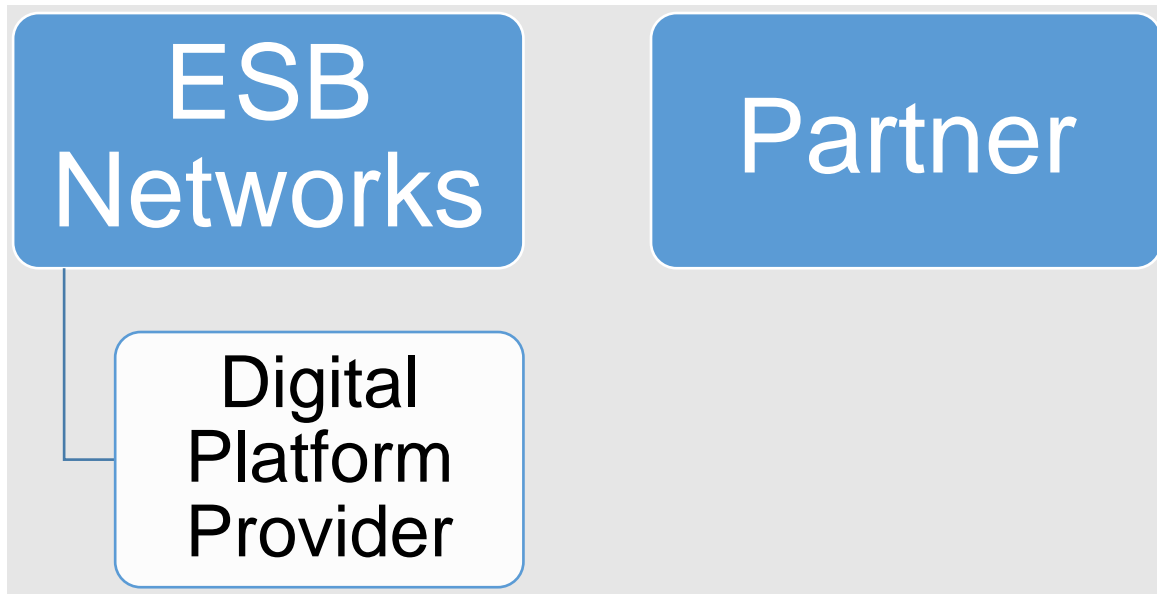 ESB
Networks
Partner
Digital
Platform
Provider